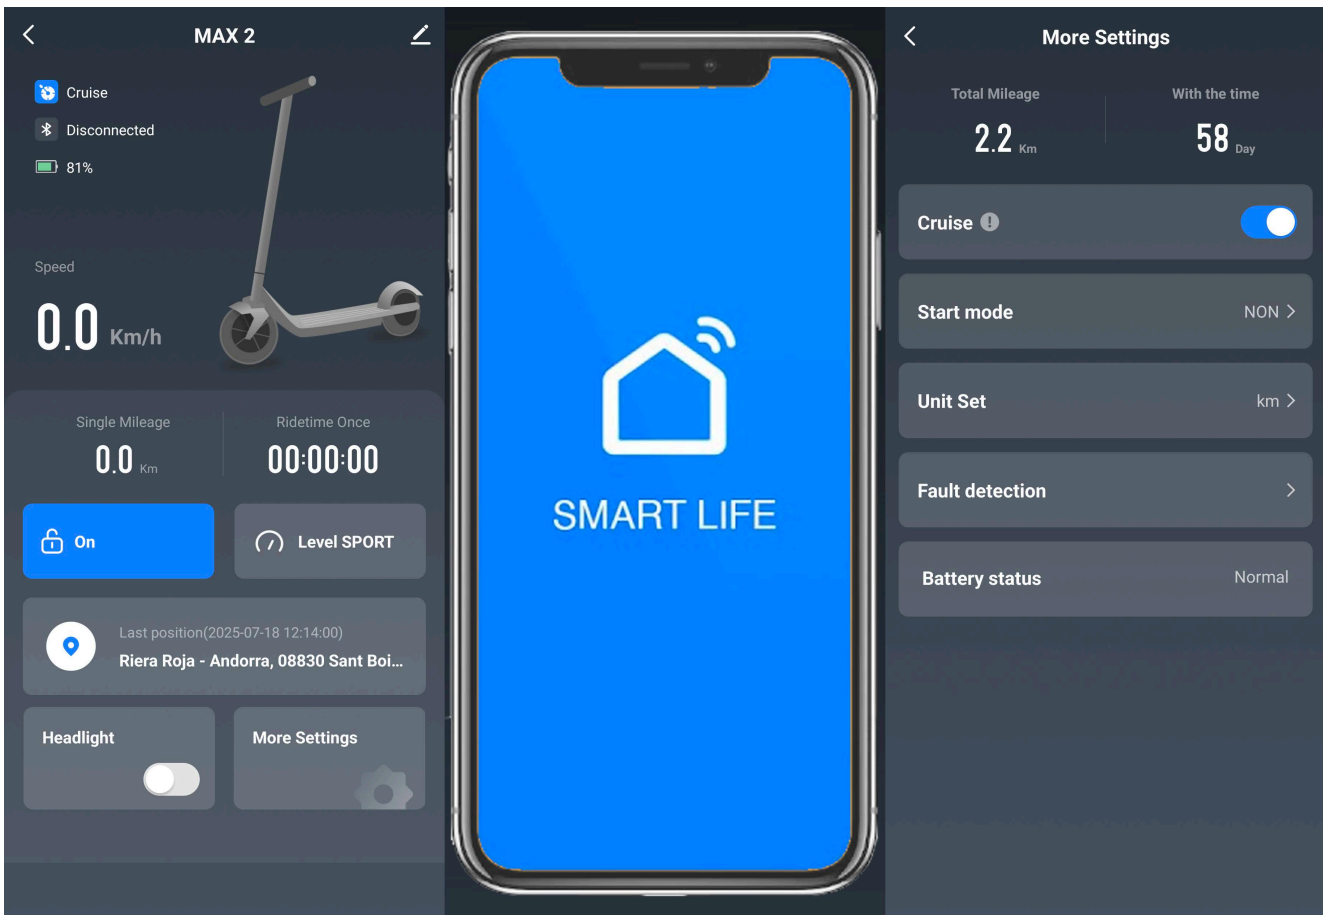 MAX 2
Cruise
Disconnected
81%
Speed
0.0 Km/h
Single Mileage
0.0 Km
Ridetime Once
00:00:00
On
Level SPORT
Last position(2025-07-18 12:14:00)
Riera Roja - Andorra, 08830 Sant Boi...
Headlight
More Settings
SMART LIFE
More Settings
Total Mileage
2.2 Km
With the time
58 Day
Cruise
Start mode NON
Unit Set km
Fault detection
Battery status Normal